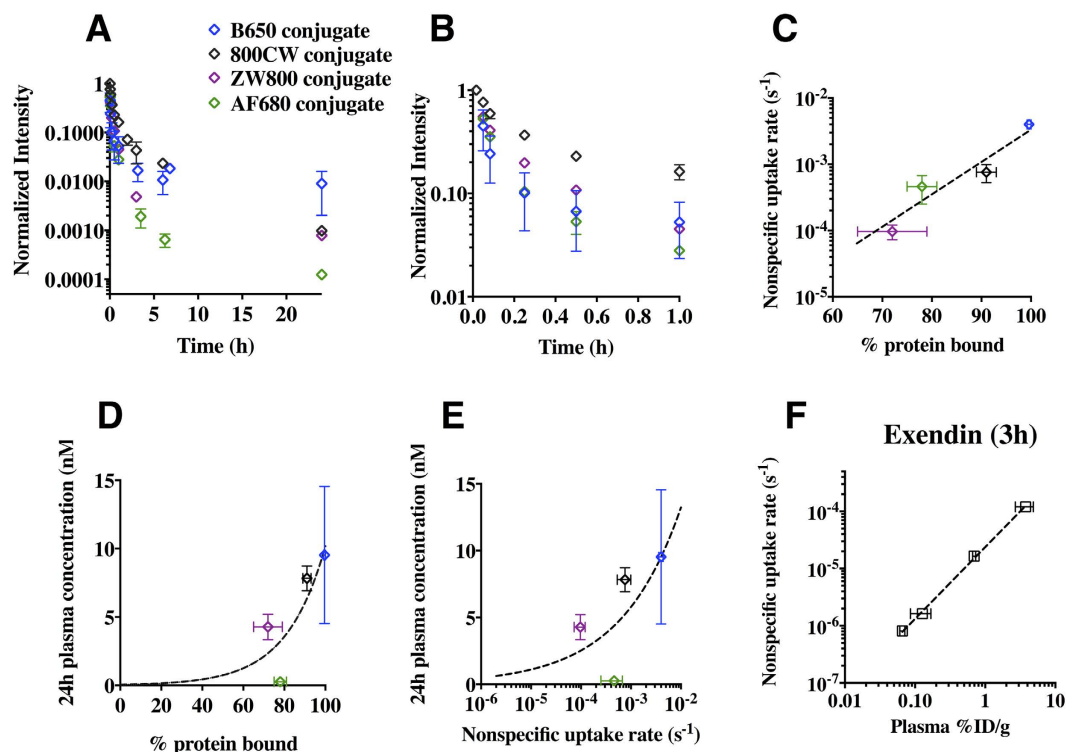 A
B650 conjugate
800CW conjugate
ZW800 conjugate
AF680 conjugate
Normalized Intensity
1
0.1000
0.0100
0.0010
0.0001
0 5 10 15 20
Time (h)
B
Normalized Intensity
1
0.10
0.01
0.0 0.2 0.4 0.6 0.8 1.0
Time (h)
C
Nonspecific uptake rate (s-1)
10-2
10-3
10-4
10-5
60 70 80 90 100
% protein bound
D
24h plasma concentration (nM)
15
10
5
0
0 20 40 60 80 100
% protein bound
E
24h plasma concentration (nM
15
10
5
0
10-6 10-5 10-4 10-3 10-2
Nonspecific uptake rate (s-1)
F
Exendin (3h)
Nonspecific uptake rate (s-1)
10-4
10-5
10-6
10-7
0.01 0.1 1 10
Plasma %ID/g